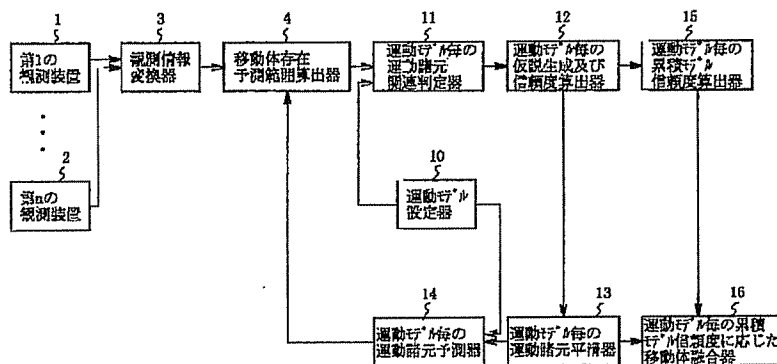 1
第1の
観測装置
2
第nの
観測装置
3
観測情報
変換器
4
移動体存在
予測範囲算出器
11
運動モデル毎の
運動諸元
関連判定器
12
運動モデル毎の
仮説生成及び
信頼度算出器
15
運動モデル毎の
累積モデル
信頼度算出器
10
運動モデル
設定器
14
運動モデル毎の
運動諸元予測器
13
運動モデル毎の
運動諸元平滑器
16
運動モデル毎の累積
モデル信頼度に応じた
移動体融合器